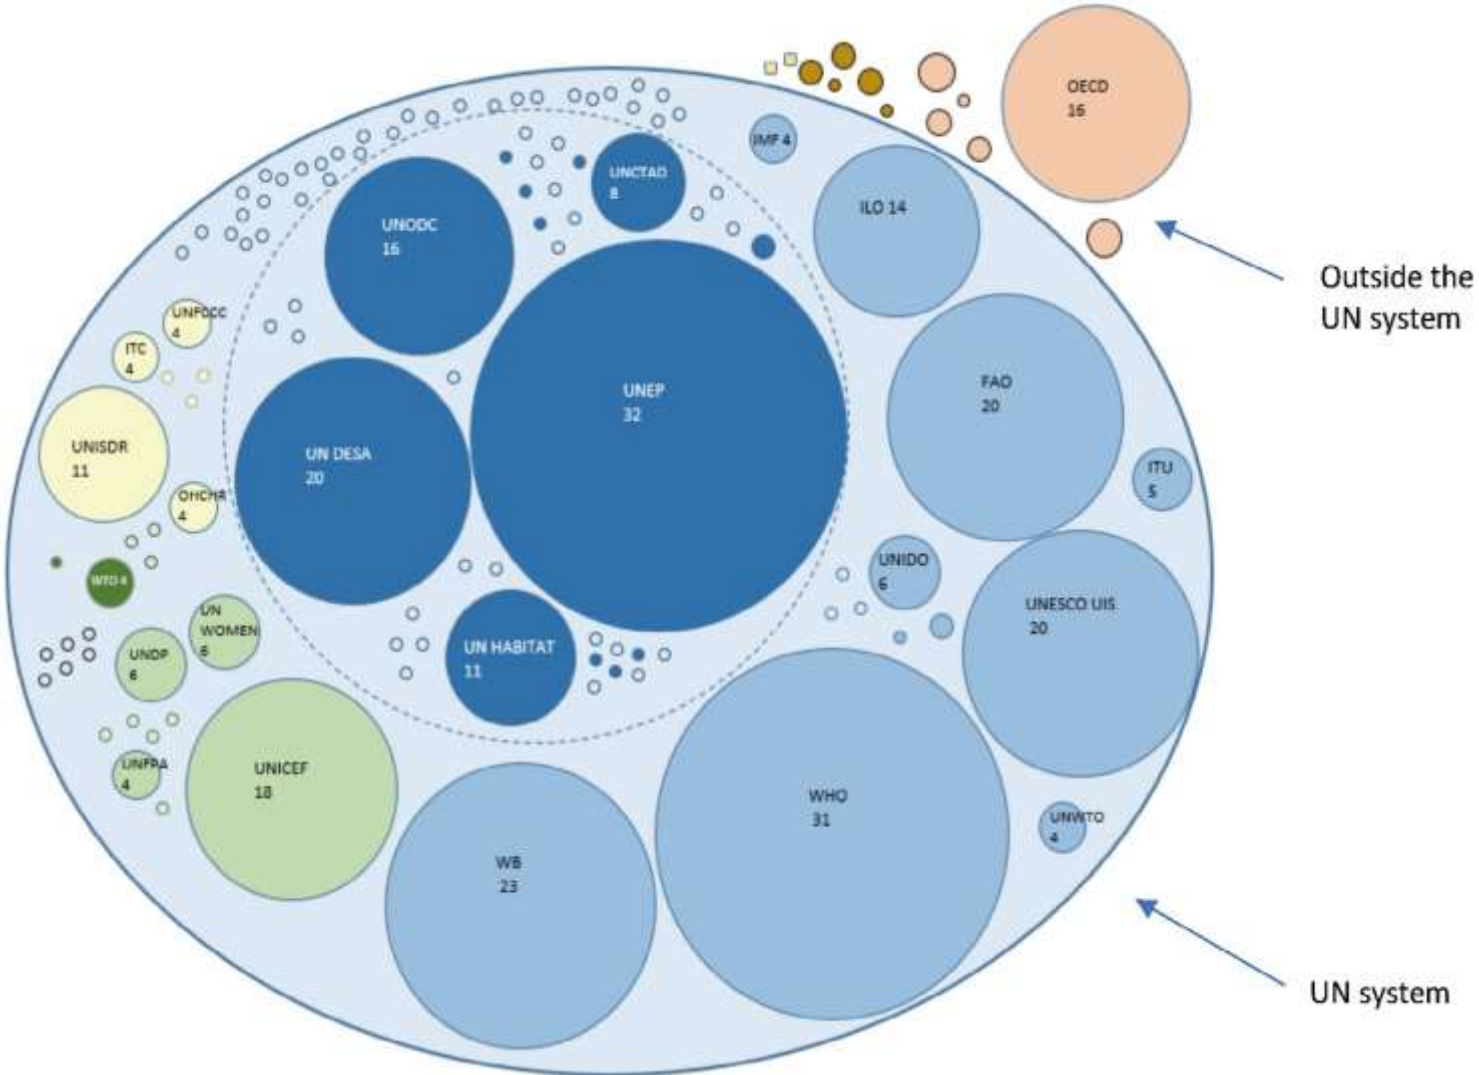 OECD
16
IMF 4
UNCTAD
8
ILO 14
UNODC
16
Outside the
UN system
UNFCCC
4
ITC
4
UNEP
32
FAO
20
UNISDR
11
UN DESA
20
ITU
5
OHCHR
4
WTO 4
UNIDO
6
UN
WOMEN
6
UNESCO UIS
20
UNDP
6
UN HABITAT
11
UNFPA
4
UNICEF
18
WHO
31
UNWTO
4
WB
23
UN system